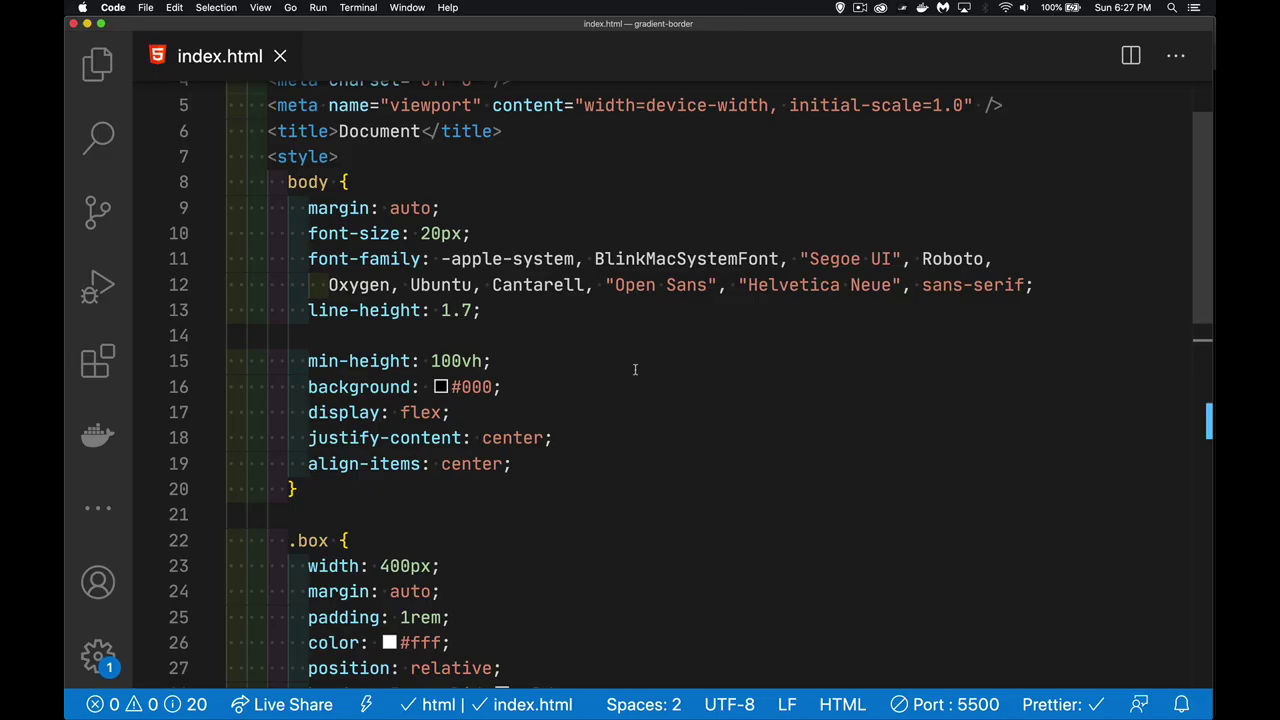 Code File Edit Selection View Go Run Terminal Window Help 100% Sun 6:27 PM
index.html — gradient-border
index.html
4 <meta charset="utf-8" />
5 <meta name="viewport" content="width=device-width, initial-scale=1.0" />
6 <title>Document</title>
7 <style>
8 body {
9 margin: auto;
10 font-size: 20px;
11 font-family: -apple-system, BlinkMacSystemFont, "Segoe UI", Roboto,
12 Oxygen, Ubuntu, Cantarell, "Open Sans", "Helvetica Neue", sans-serif;
13 line-height: 1.7;
14
15 min-height: 100vh;
16 background: #000;
17 display: flex;
18 justify-content: center;
19 align-items: center;
20 }
21
22 .box {
23 width: 400px;
24 margin: auto;
25 padding: 1rem;
26 color: #fff;
27 position: relative;
1
0 0 20 Live Share html index.html Spaces: 2 UTF-8 LF HTML Port : 5500 Prettier: